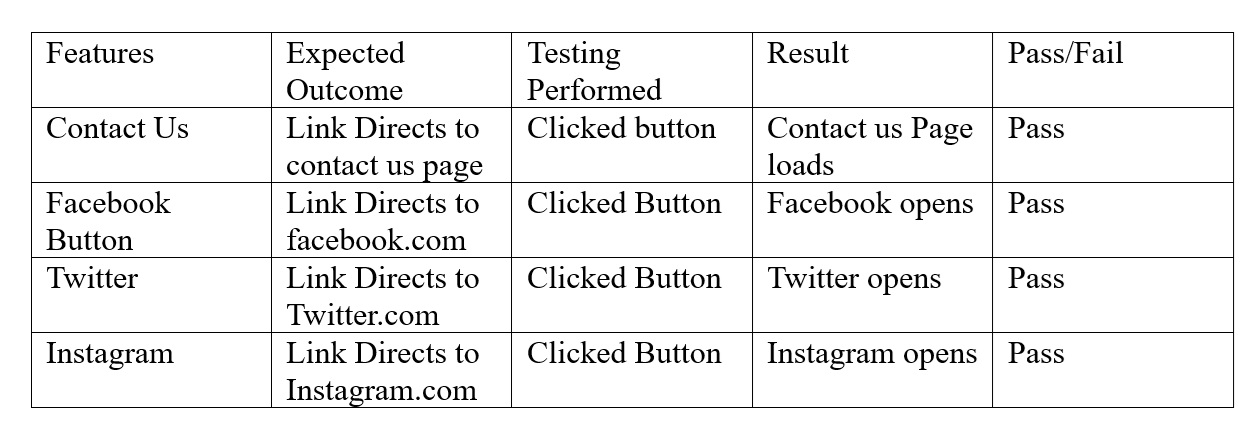 Features
Expected
Outcome
Testing
Performed
Result
Pass/Fail
Contact Us
Link Directs to
contact us page
Clicked button
Contact us Page
loads
Pass
Facebook
Button
Link Directs to
facebook.com
Clicked Button
Facebook opens
Pass
Twitter
Link Directs to
Twitter.com
Clicked Button
Twitter opens
Pass
Instagram
Link Directs to
Instagram.com
Clicked Button
Instagram opens
Pass